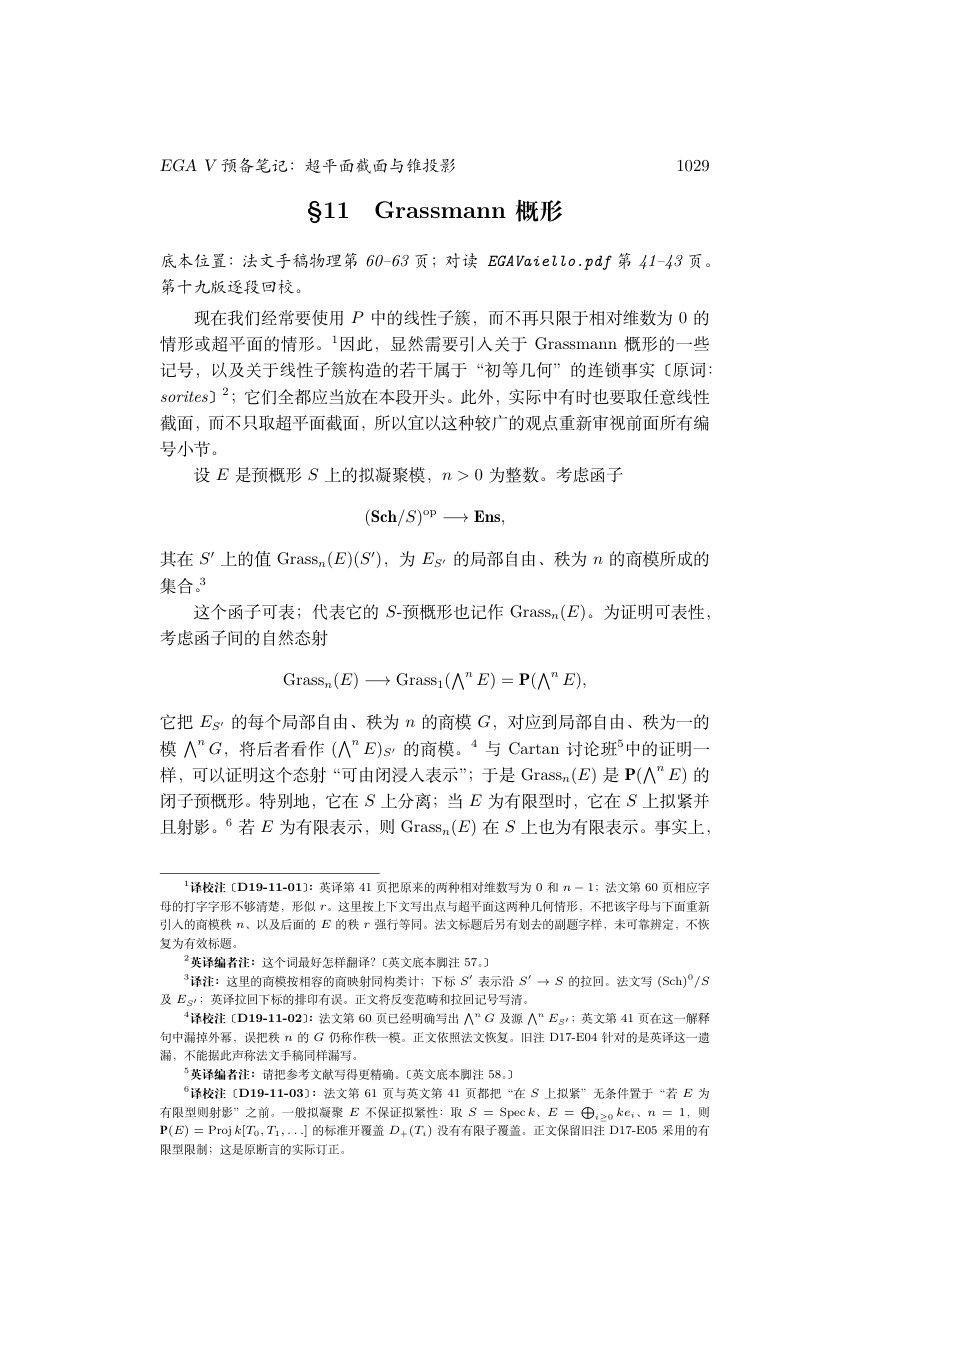 EGA V 预备笔记：超平面截面与锥投影 1029
§11 Grassmann 概形
底本位置：法文手稿物理第 60–63 页；对读 EGAVaiello.pdf 第 41–43 页。
第十九版逐段回校。
现在我们经常要使用 P 中的线性子簇，而不再只限于相对维数为 0 的
情形或超平面的情形。¹因此，显然需要引入关于 Grassmann 概形的一些
记号，以及关于线性子簇构造的若干属于“初等几何”的连锁事实〔原词：
sorites〕²；它们全都应当放在本段开头。此外，实际中有时也要取任意线性
截面，而不只取超平面截面，所以宜以这种较广的观点重新审视前面所有编
号小节。
设 E 是预概形 S 上的拟凝聚模，n > 0 为整数。考虑函子
(Sch/S)ᵒᵖ ⟶ Ens,
其在 S′ 上的值 Grassₙ(E)(S′)，为 E_{S′} 的局部自由、秩为 n 的商模所成的
集合。³
这个函子可表；代表它的 S-预概形也记作 Grassₙ(E)。为证明可表性，
考虑函子间的自然态射
Grassₙ(E) ⟶ Grass₁(⋀ⁿ E) = P(⋀ⁿ E),
它把 E_{S′} 的每个局部自由、秩为 n 的商模 G，对应到局部自由、秩为一的
模 ⋀ⁿ G，将后者看作 (⋀ⁿ E)_{S′} 的商模。⁴ 与 Cartan 讨论班⁵中的证明一
样，可以证明这个态射“可由闭浸入表示”；于是 Grassₙ(E) 是 P(⋀ⁿ E) 的
闭子预概形。特别地，它在 S 上分离；当 E 为有限型时，它在 S 上拟紧并
且射影。⁶ 若 E 为有限表示，则 Grassₙ(E) 在 S 上也为有限表示。事实上，
¹译校注〔D19-11-01〕：英译第 41 页把原来的两种相对维数写为 0 和 n − 1；法文第 60 页相应字
母的打字字形不够清楚，形似 r。这里按上下文写出点与超平面这两种几何情形，不把该字母与下面重新
引入的商模秩 n、以及后面的 E 的秩 r 强行等同。法文标题后另有划去的副题字样，未可靠辨定，不恢
复为有效标题。
²英译编者注：这个词最好怎样翻译？〔英文底本脚注 57。〕
³译注：这里的商模按相容的商映射同构类计；下标 S′ 表示沿 S′ → S 的拉回。法文写 (Sch)⁰/S
及 E_{S′}；英译拉回下标的排印有误。正文将反变范畴和拉回记号写清。
⁴译校注〔D19-11-02〕：法文第 60 页已经明确写出 ⋀ⁿ G 及源 ⋀ⁿ E_{S′}；英文第 41 页在这一解释
句中漏掉外幂，误把秩 n 的 G 仍称作秩一模。正文依照法文恢复。旧注 D17-E04 针对的是英译这一遗
漏，不能据此声称法文手稿同样漏写。
⁵英译编者注：请把参考文献写得更精确。〔英文底本脚注 58。〕
⁶译校注〔D19-11-03〕：法文第 61 页与英文第 41 页都把“在 S 上拟紧”无条件置于“若 E 为
有限型则射影”之前。一般拟凝聚 E 不保证拟紧性：取 S = Spec k、E = ⨁_{i≥0} ke_i、n = 1，则
P(E) = Proj k[T₀, T₁, . . .] 的标准开覆盖 D₊(T_i) 没有有限子覆盖。正文保留旧注 D17-E05 采用的有
限型限制；这是原断言的实际订正。